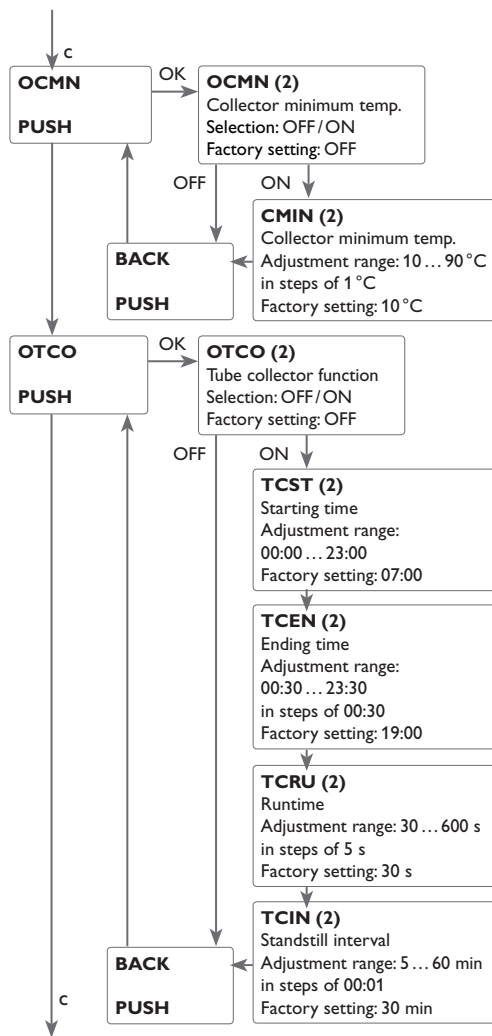 c
OCMN
PUSH
OK
OCMN (2)
Collector minimum temp.
Selection: OFF/ON
Factory setting: OFF
OFF
ON
CMIN (2)
Collector minimum temp.
Adjustment range: 10 … 90 °C
in steps of 1 °C
Factory setting: 10 °C
BACK
PUSH
OTCO
PUSH
OK
OTCO (2)
Tube collector function
Selection: OFF/ON
Factory setting: OFF
OFF
ON
TCST (2)
Starting time
Adjustment range:
00:00 … 23:00
Factory setting: 07:00
TCEN (2)
Ending time
Adjustment range:
00:30 … 23:30
in steps of 00:30
Factory setting: 19:00
TCRU (2)
Runtime
Adjustment range: 30 … 600 s
in steps of 5 s
Factory setting: 30 s
TCIN (2)
Standstill interval
Adjustment range: 5 … 60 min
in steps of 00:01
Factory setting: 30 min
BACK
PUSH
c